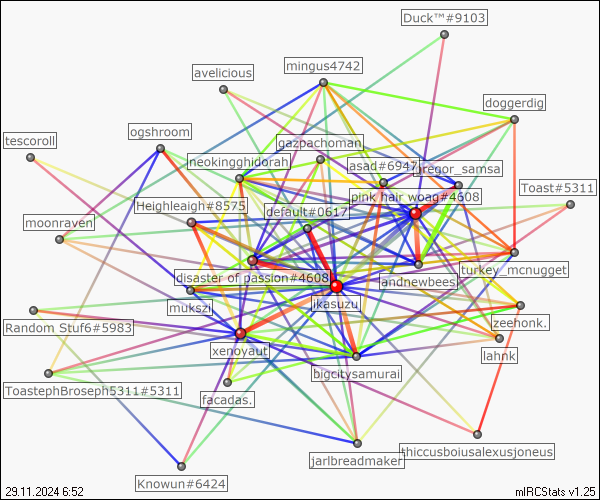 Duck™#9103
mingus4742
avelicious
doggerdig
ogshroom
tescoroll
gazpachoman
neokingghidorah
asad#6947
gregor_samsa
Toast#5311
pink hair woag#4608
Heighleaigh#8575
default#0617
moonraven
turkey_mcnugget
disaster of passion#4608
andnewbees
mukszi
jikasuzu
Random Stuf6#5983
zeehonk.
xenoyaut
lahnk
bigcitysamurai
ToastephBroseph5311#5311
facadas.
thiccusboiusalexusjoneus
jarlbreadmaker
Knowun#6424
29.11.2024 6:52
mIRCStats v1.25